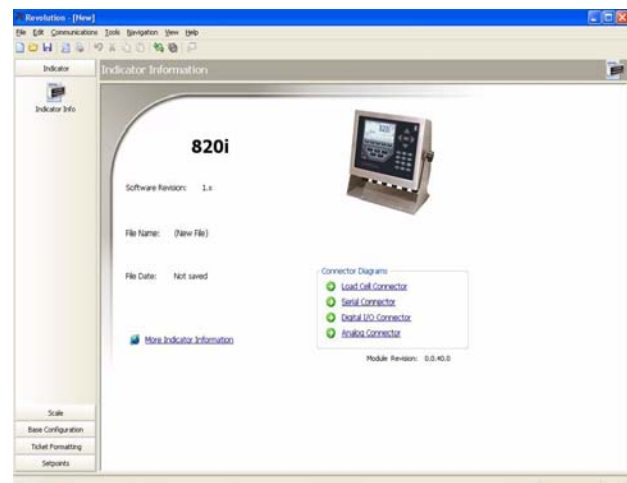 Revolution - [New]
File Edit Communications Tools Navigation View Help
Indicator
Indicator Information
Indicator Info
820i
Software Revision: 1.x
File Name: (New File)
File Date: Not saved
Connector Diagrams
Load Cell Connector
Serial Connector
Digital I/O Connector
Analog Connector
More Indicator Information
Module Revision: 0.0.40.0
Scale
Base Configuration
Ticket Formatting
Setpoints